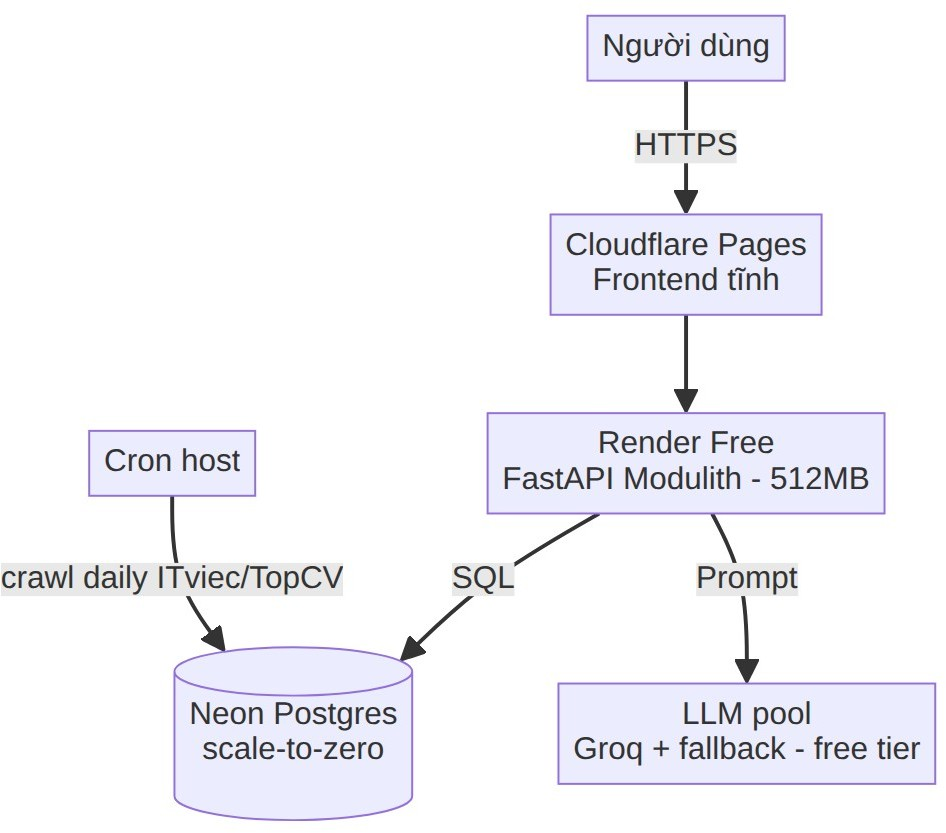 Người dùng
HTTPS
Cloudflare Pages
Frontend tĩnh
Render Free
FastAPI Modulith - 512MB
Cron host
crawl daily ITviec/TopCV
SQL
Prompt
Neon Postgres
scale-to-zero
LLM pool
Groq + fallback - free tier